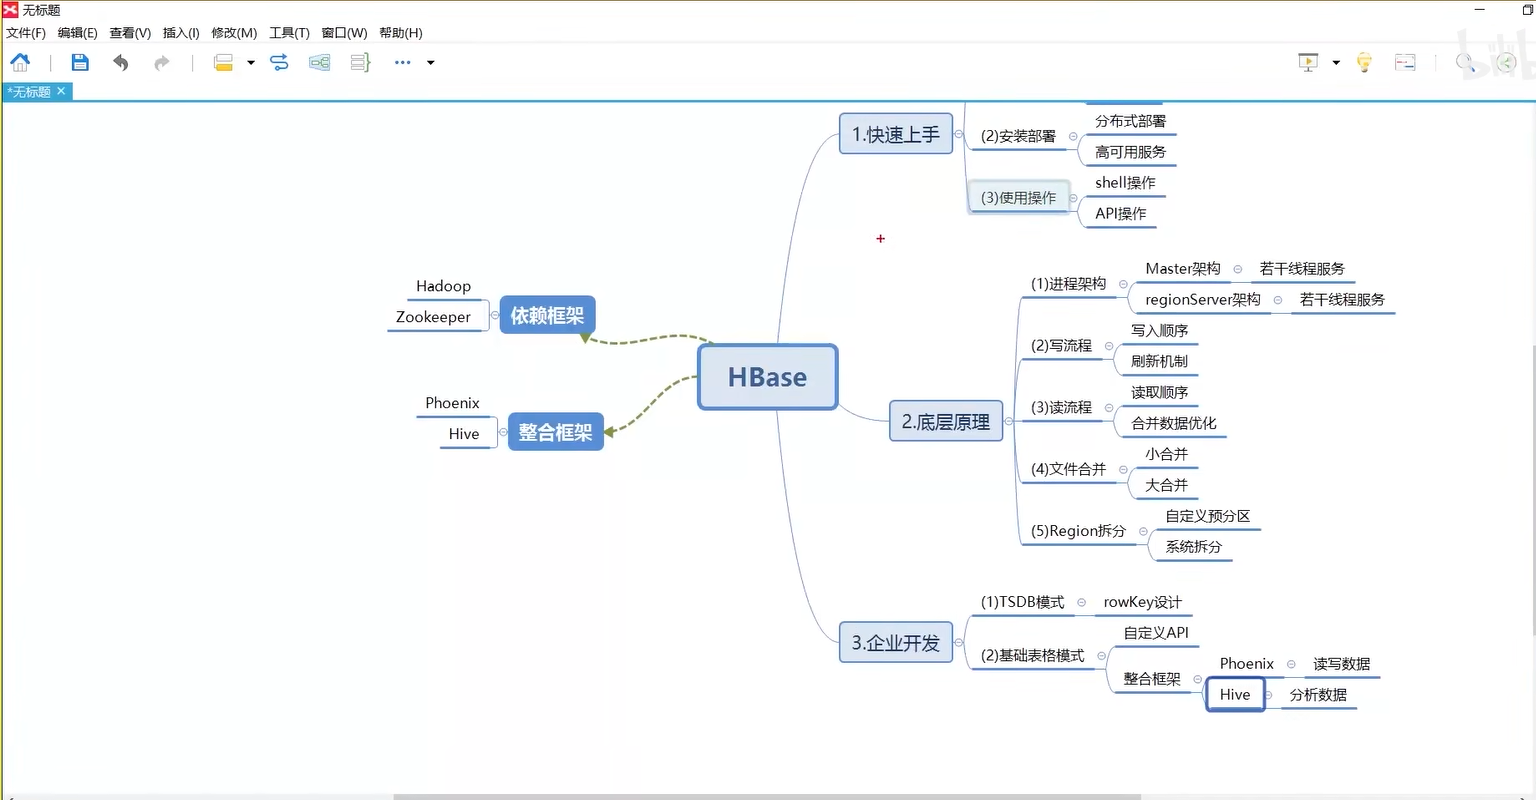 无标题
文件(F) 编辑(E) 查看(V) 插入(I) 修改(M) 工具(T) 窗口(W) 帮助(H)
*无标题
1.快速上手
(2)安装部署
分布式部署
高可用服务
(3)使用操作
shell操作
API操作
Hadoop
Zookeeper
依赖框架
Phoenix
Hive
整合框架
HBase
2.底层原理
(1)进程架构
Master架构
若干线程服务
regionServer架构
若干线程服务
(2)写流程
写入顺序
刷新机制
(3)读流程
读取顺序
合并数据优化
(4)文件合并
小合并
大合并
(5)Region拆分
自定义预分区
系统拆分
3.企业开发
(1)TSDB模式
rowKey设计
(2)基础表格模式
自定义API
整合框架
Phoenix
读写数据
Hive
分析数据